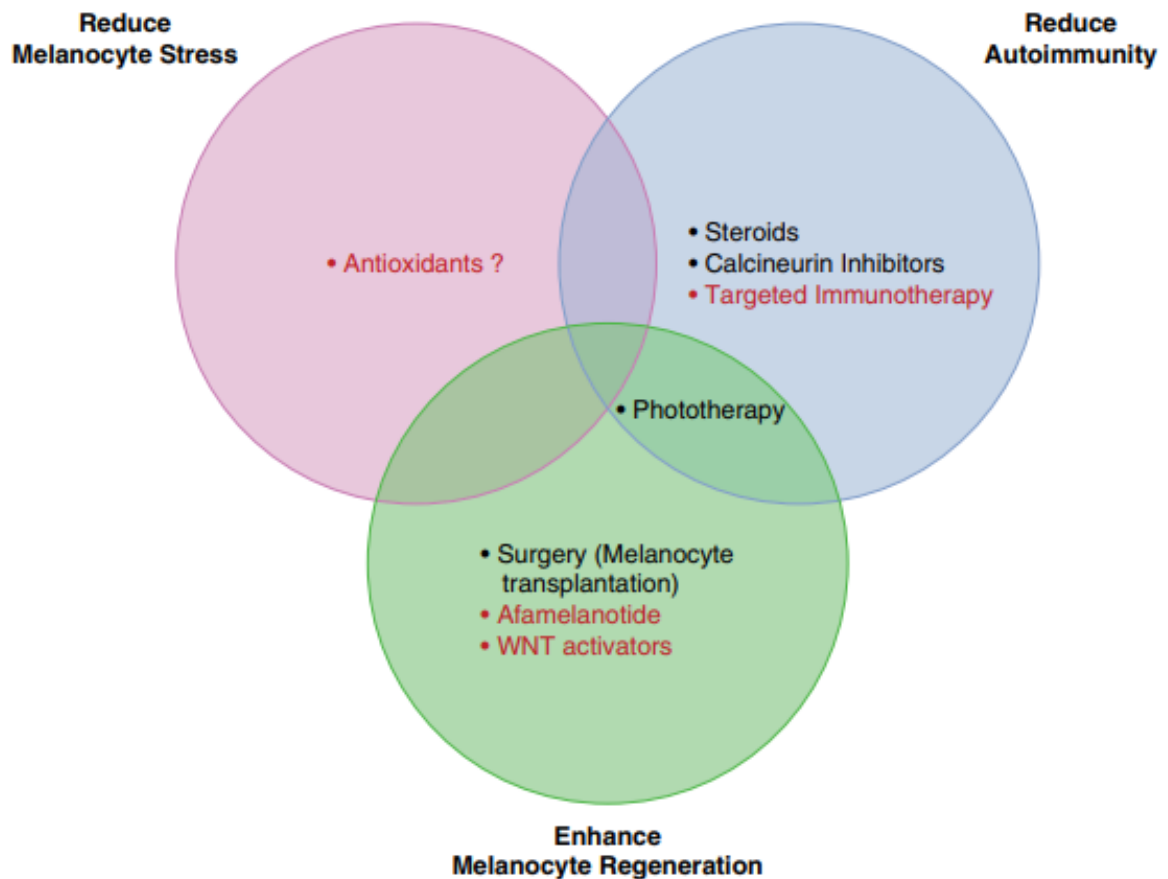 Reduce
Melanocyte Stress
Reduce
Autoimmunity
• Antioxidants ?
• Steroids
• Calcineurin Inhibitors
• Targeted Immunotherapy
• Phototherapy
• Surgery (Melanocyte
transplantation)
• Afamelanotide
• WNT activators
Enhance
Melanocyte Regeneration